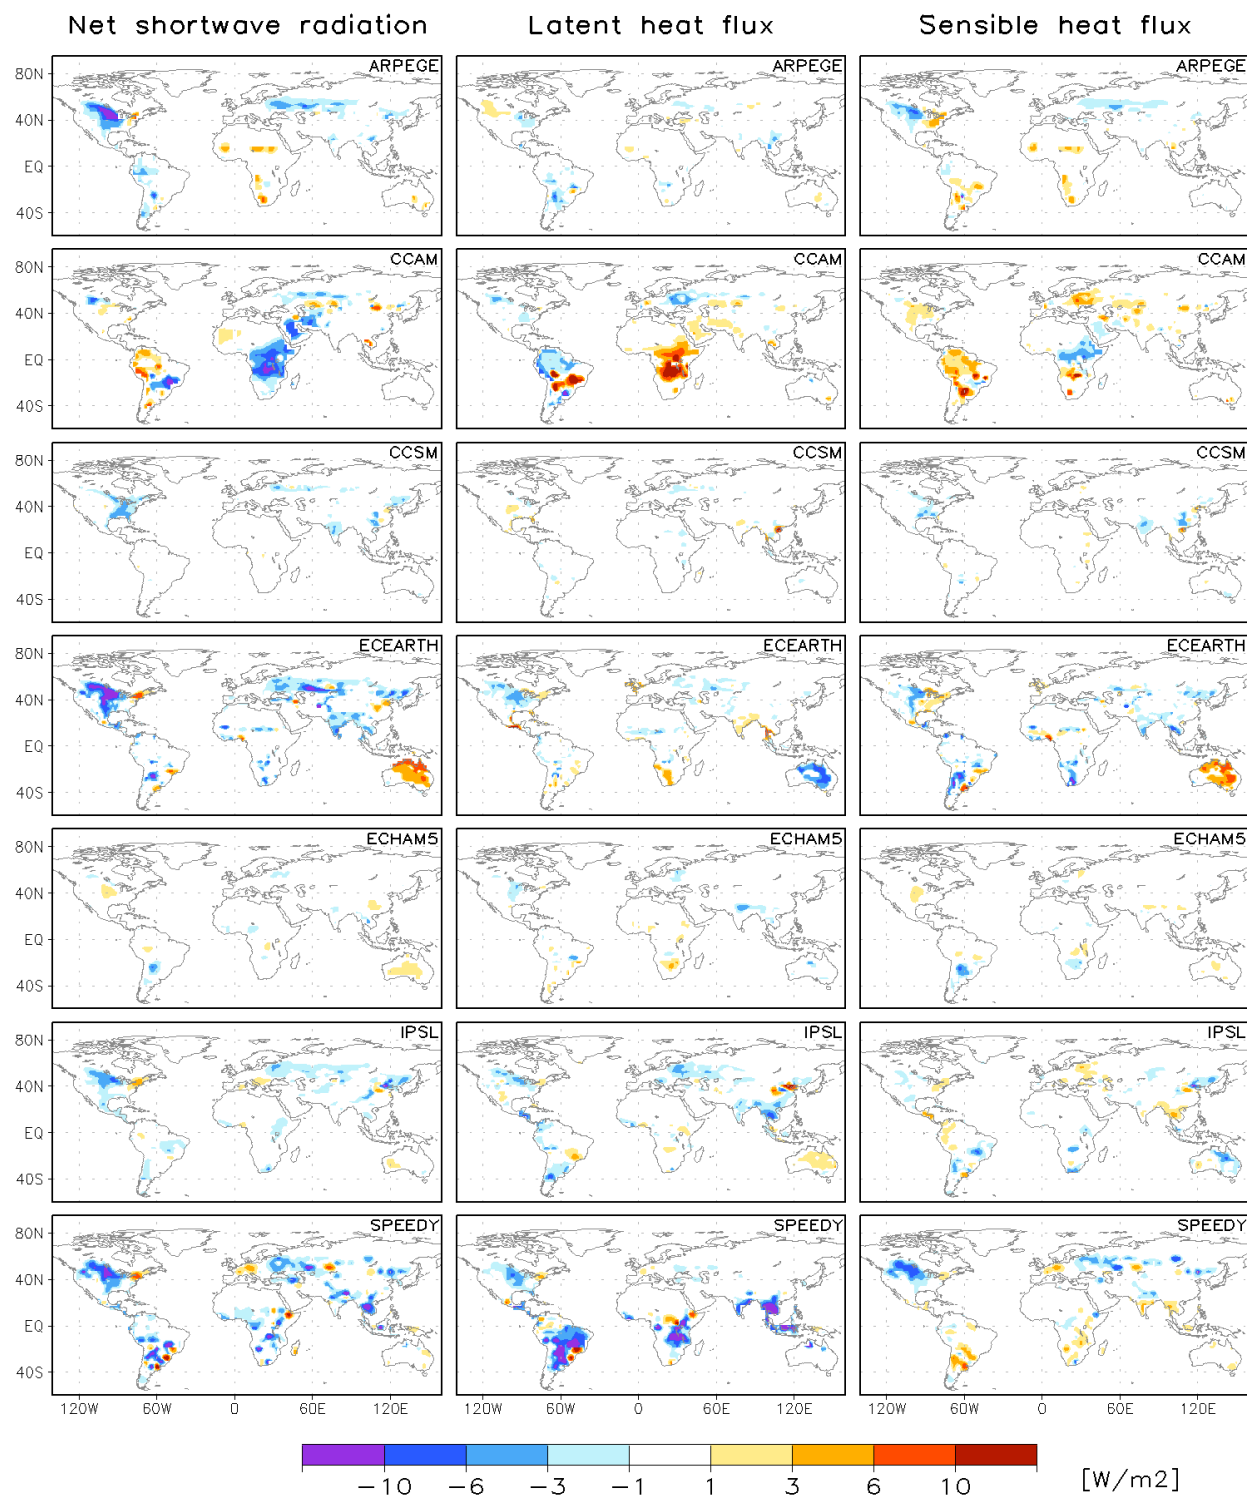 Net shortwave radiation Latent heat flux Sensible heat flux
80N ARPEGE ARPEGE ARPEGE
40N
EQ
40S
80N CCAM CCAM CCAM
40N
EQ
40S
80N CCSM CCSM CCSM
40N
EQ
40S
80N ECEARTH ECEARTH ECEARTH
40N
EQ
40S
80N ECHAM5 ECHAM5 ECHAM5
40N
EQ
40S
80N IPSL IPSL IPSL
40N
EQ
40S
80N SPEEDY SPEEDY SPEEDY
40N
EQ
40S
120W 60W 0 60E 120E 120W 60W 0 60E 120E 120W 60W 0 60E 120E
-10 -6 -3 -1 1 3 6 10 [W/m2]